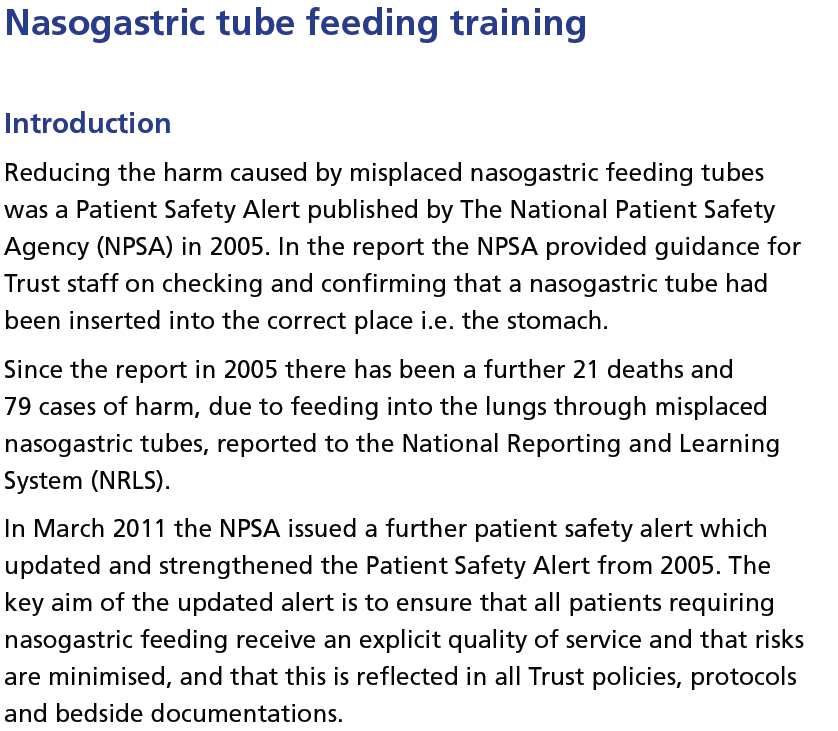 Nasogastric tube feeding training
Introduction
Reducing the harm caused by misplaced nasogastric feeding tubes
was a Patient Safety Alert published by The National Patient Safety
Agency (NPSA) in 2005. In the report the NPSA provided guidance for
Trust staff on checking and confirming that a nasogastric tube had
been inserted into the correct place i.e. the stomach.
Since the report in 2005 there has been a further 21 deaths and
79 cases of harm, due to feeding into the lungs through misplaced
nasogastric tubes, reported to the National Reporting and Learning
System (NRLS).
In March 2011 the NPSA issued a further patient safety alert which
updated and strengthened the Patient Safety Alert from 2005. The
key aim of the updated alert is to ensure that all patients requiring
nasogastric feeding receive an explicit quality of service and that risks
are minimised, and that this is reflected in all Trust policies, protocols
and bedside documentations.